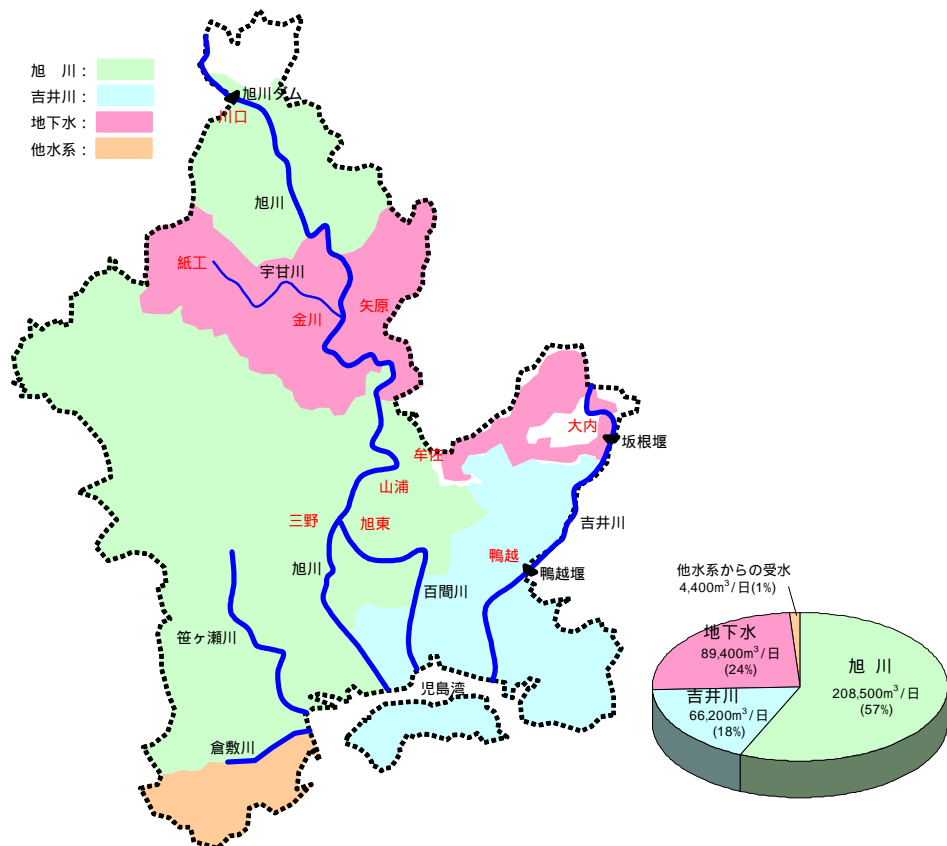 旭　川：
吉井川：
地下水：
他水系：
旭川ダム
川口
旭川
紙工
宇甘川
金川
矢原
大内
坂根堰
牟佐
山浦
三野
旭東
吉井川
鴨越
鴨越堰
旭川
百間川
笹ヶ瀬川
児島湾
倉敷川
他水系からの受水
4,400m³/日(1%)
地下水
89,400m³/日
(24%)
吉井川
66,200m³/日
(18%)
旭 川
208,500m³/日
(57%)